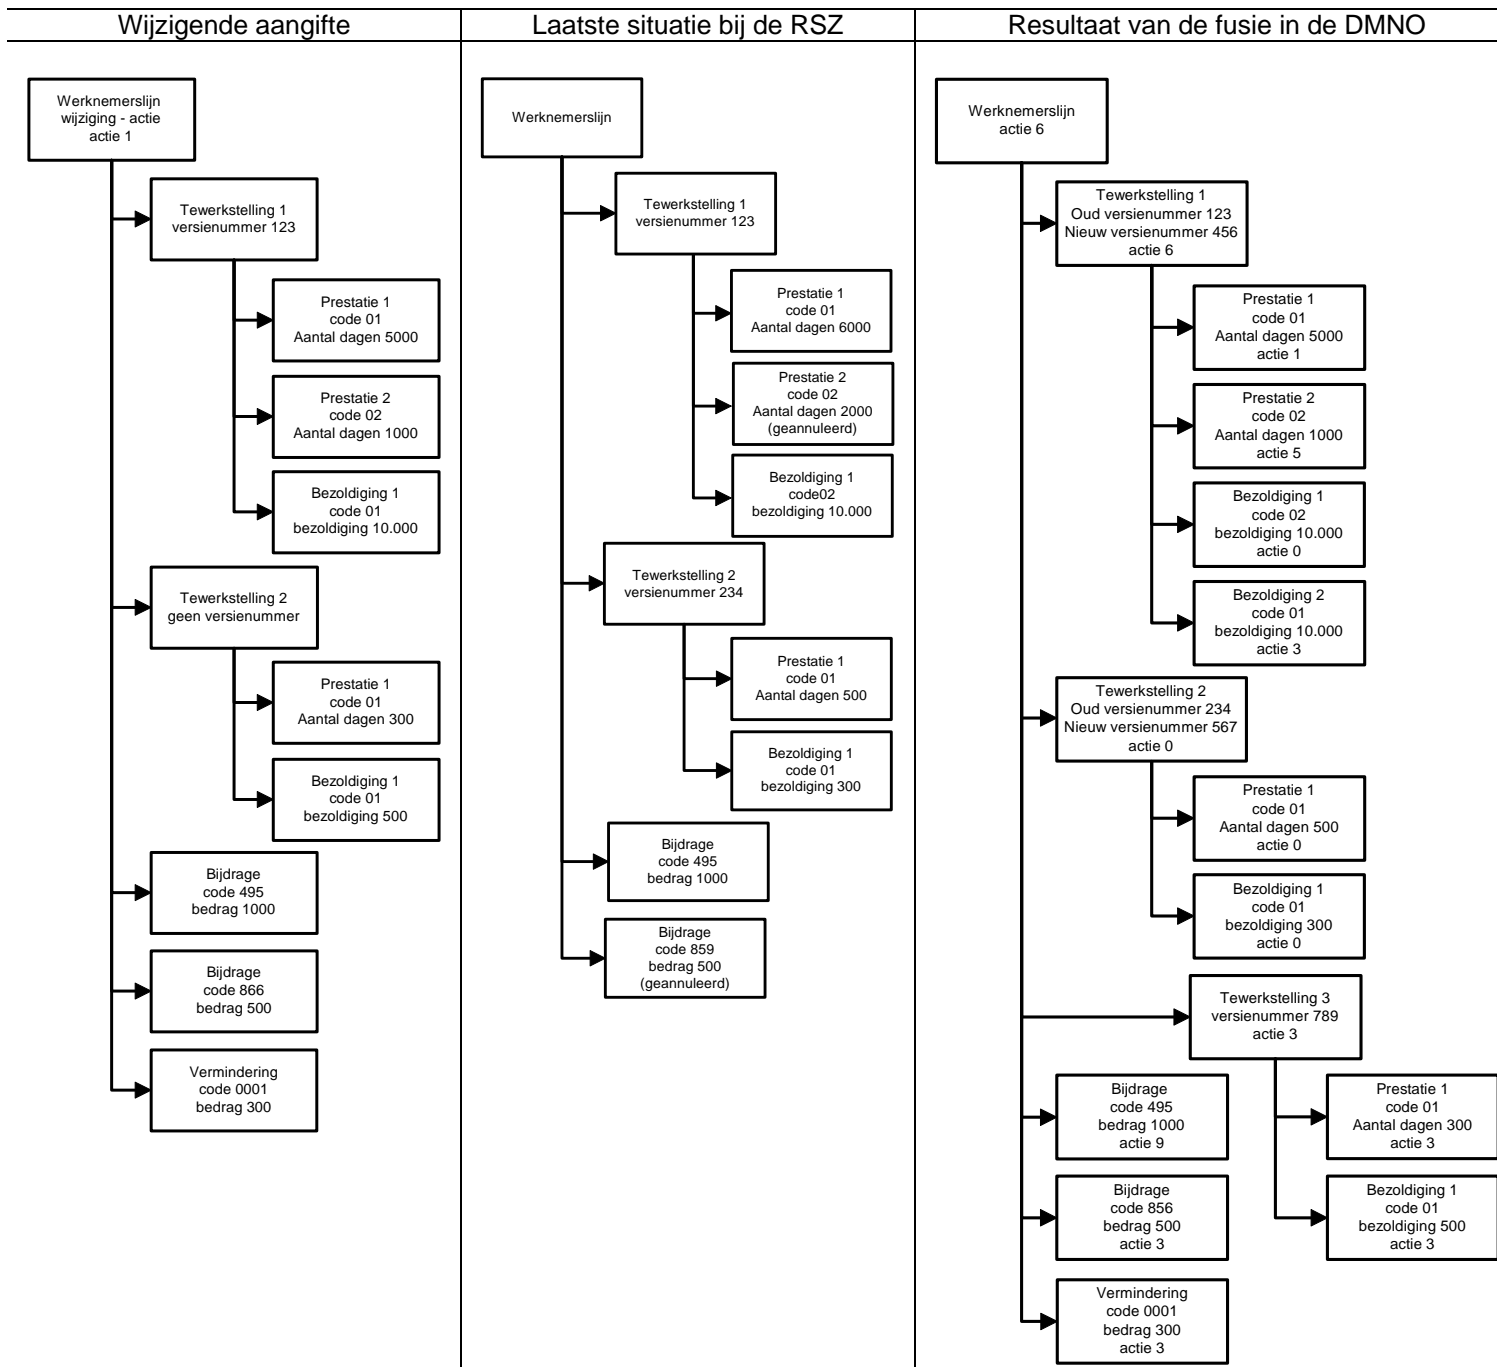 Wijzigende aangifte
Werknemerslijn
wijziging - actie
actie 1
Tewerkstelling 1
versienummer 123
Prestatie 1
code 01
Aantal dagen 5000
Prestatie 2
code 02
Aantal dagen 1000
Bezoldiging 1
code 01
bezoldiging 10.000
Tewerkstelling 2
geen versienummer
Prestatie 1
code 01
Aantal dagen 300
Bezoldiging 1
code 01
bezoldiging 500
Bijdrage
code 495
bedrag 1000
Bijdrage
code 866
bedrag 500
Vermindering
code 0001
bedrag 300
Laatste situatie bij de RSZ
Werknemerslijn
Tewerkstelling 1
versienummer 123
Prestatie 1
code 01
Aantal dagen 6000
Prestatie 2
code 02
Aantal dagen 2000
(geannuleerd)
Bezoldiging 1
code02
bezoldiging 10.000
Tewerkstelling 2
versienummer 234
Prestatie 1
code 01
Aantal dagen 500
Bezoldiging 1
code 01
bezoldiging 300
Bijdrage
code 495
bedrag 1000
Bijdrage
code 859
bedrag 500
(geannuleerd)
Resultaat van de fusie in de DMNO
Werknemerslijn
actie 6
Tewerkstelling 1
Oud versienummer 123
Nieuw versienummer 456
actie 6
Prestatie 1
code 01
Aantal dagen 5000
actie 1
Prestatie 2
code 02
Aantal dagen 1000
actie 5
Bezoldiging 1
code 02
bezoldiging 10.000
actie 0
Bezoldiging 2
code 01
bezoldiging 10.000
actie 3
Tewerkstelling 2
Oud versienummer 234
Nieuw versienummer 567
actie 0
Prestatie 1
code 01
Aantal dagen 500
actie 0
Bezoldiging 1
code 01
bezoldiging 300
actie 0
Tewerkstelling 3
versienummer 789
actie 3
Prestatie 1
code 01
Aantal dagen 300
actie 3
Bezoldiging 1
code 01
bezoldiging 500
actie 3
Bijdrage
code 495
bedrag 1000
actie 9
Bijdrage
code 856
bedrag 500
actie 3
Vermindering
code 0001
bedrag 300
actie 3